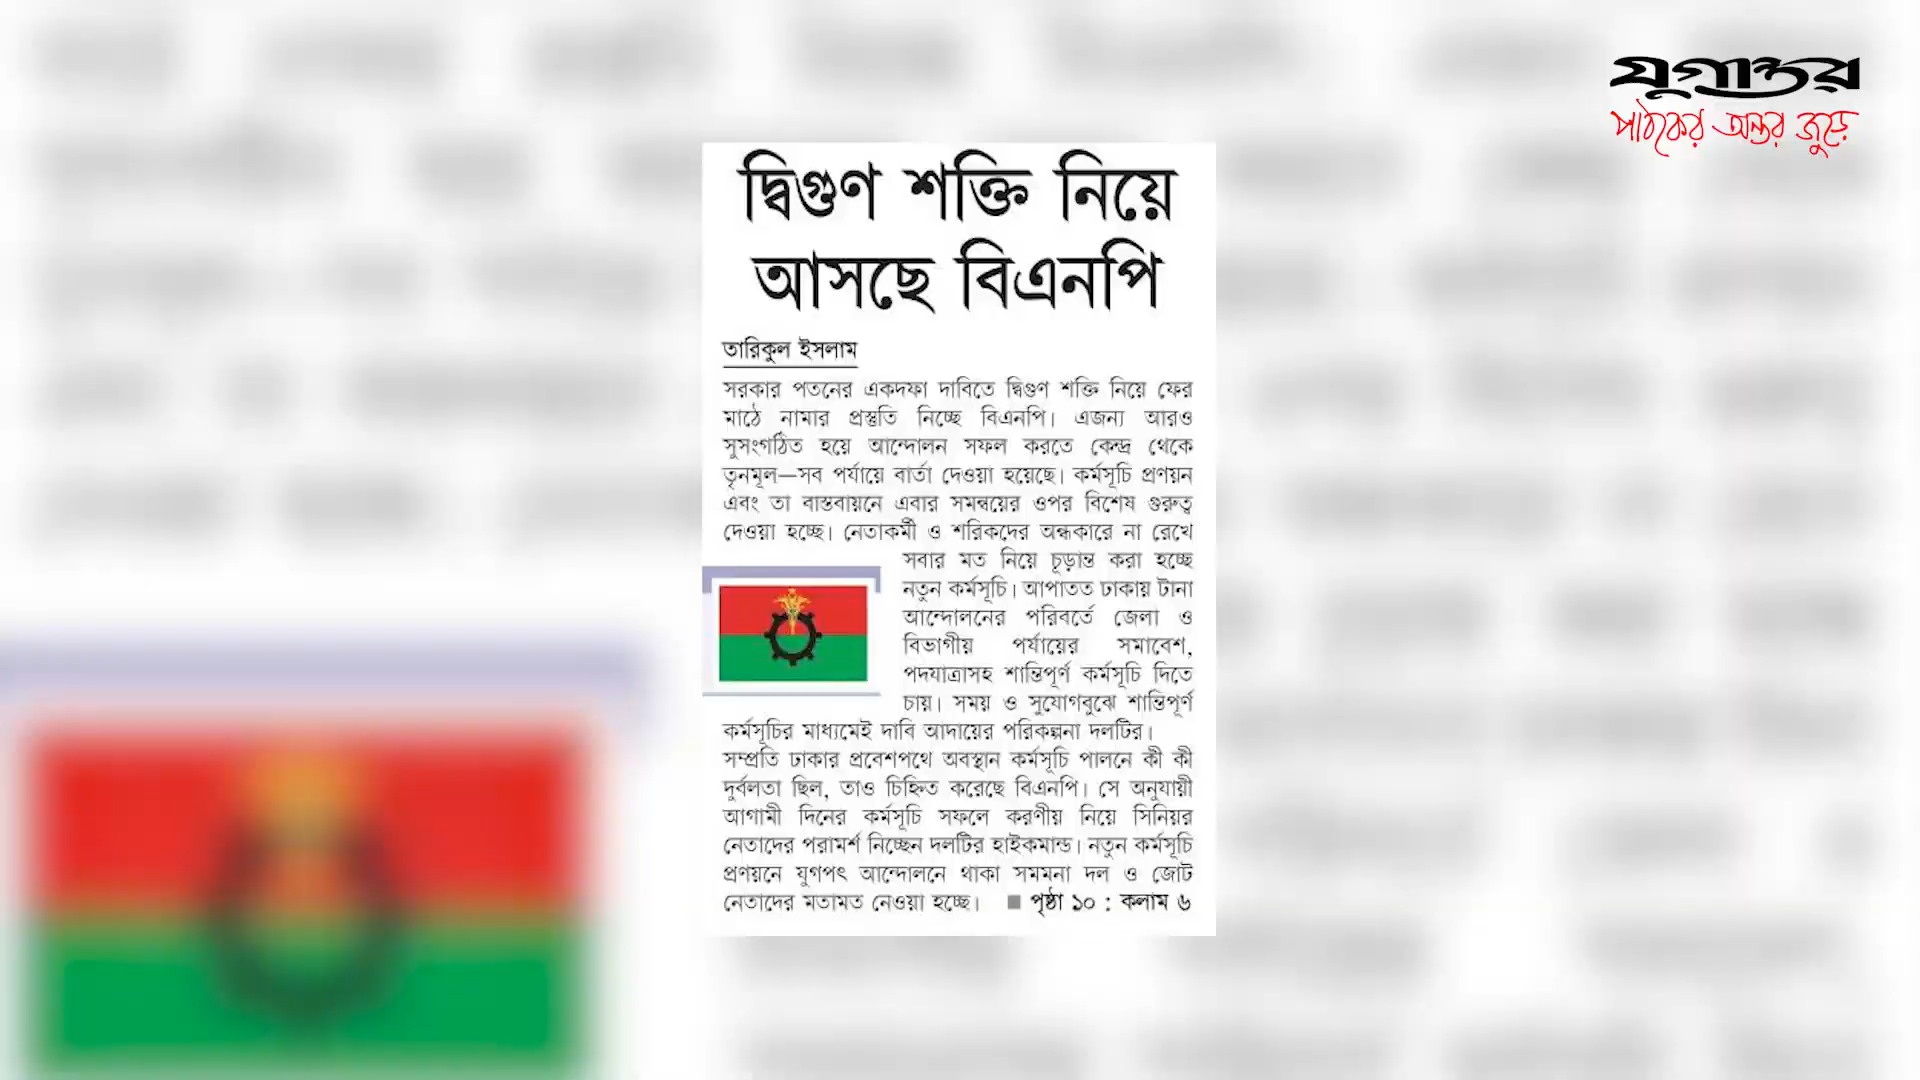 যুগান্তর
পাঠকের অন্তর জুড়ে
দ্বিগুণ শক্তি নিয়ে
আসছে বিএনপি
তারিকুল ইসলাম
সরকার পতনের একদফা দাবিতে দ্বিগুণ শক্তি নিয়ে ফের
মাঠে নামার প্রস্তুতি নিচ্ছে বিএনপি। এজন্য আরও
সুসংগঠিত হয়ে আন্দোলন সফল করতে কেন্দ্র থেকে
তৃনমূল—সব পর্যায়ে বার্তা দেওয়া হয়েছে। কর্মসূচি প্রণয়ন
এবং তা বাস্তবায়নে এবার সমন্বয়ের ওপর বিশেষ গুরুত্ব
দেওয়া হচ্ছে। নেতাকর্মী ও শরিকদের অন্ধকারে না রেখে
সবার মত নিয়ে চূড়ান্ত করা হচ্ছে
নতুন কর্মসূচি। আপাতত ঢাকায় টানা
আন্দোলনের পরিবর্তে জেলা ও
বিভাগীয় পর্যায়ের সমাবেশ,
পদযাত্রাসহ শান্তিপূর্ণ কর্মসূচি দিতে
চায়। সময় ও সুযোগবুঝে শান্তিপূর্ণ
কর্মসূচির মাধ্যমেই দাবি আদায়ের পরিকল্পনা দলটির।
সম্প্রতি ঢাকার প্রবেশপথে অবস্থান কর্মসূচি পালনে কী কী
দুর্বলতা ছিল, তাও চিহ্নিত করেছে বিএনপি। সে অনুযায়ী
আগামী দিনের কর্মসূচি সফলে করণীয় নিয়ে সিনিয়র
নেতাদের পরামর্শ নিচ্ছেন দলটির হাইকমান্ড। নতুন কর্মসূচি
প্রণয়নে যুগপৎ আন্দোলনে থাকা সমমনা দল ও জোট
নেতাদের মতামত নেওয়া হচ্ছে। ■ পৃষ্ঠা ১০ : কলাম ৬